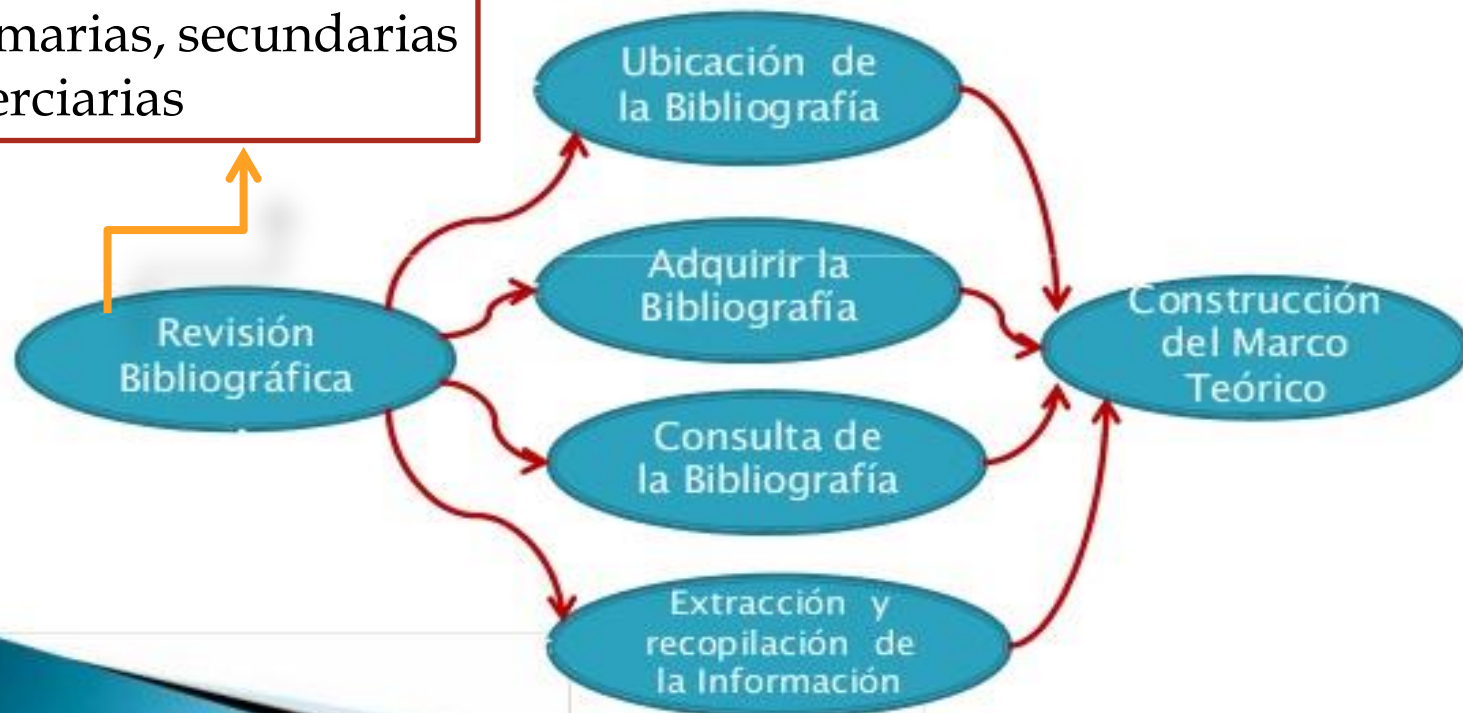 marias, secundarias
erciarias
Ubicación de
la Bibliografía
Adquirir la
Bibliografía
Revisión
Bibliográfica
Construcción
del Marco
Teórico
Consulta de
la Bibliografía
Extracción y
recopilación de
la Información